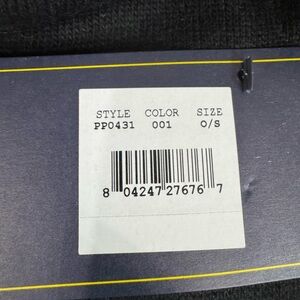 STYLE COLOR SIZE
PP0431 001 O/S
8 04247 27676 7